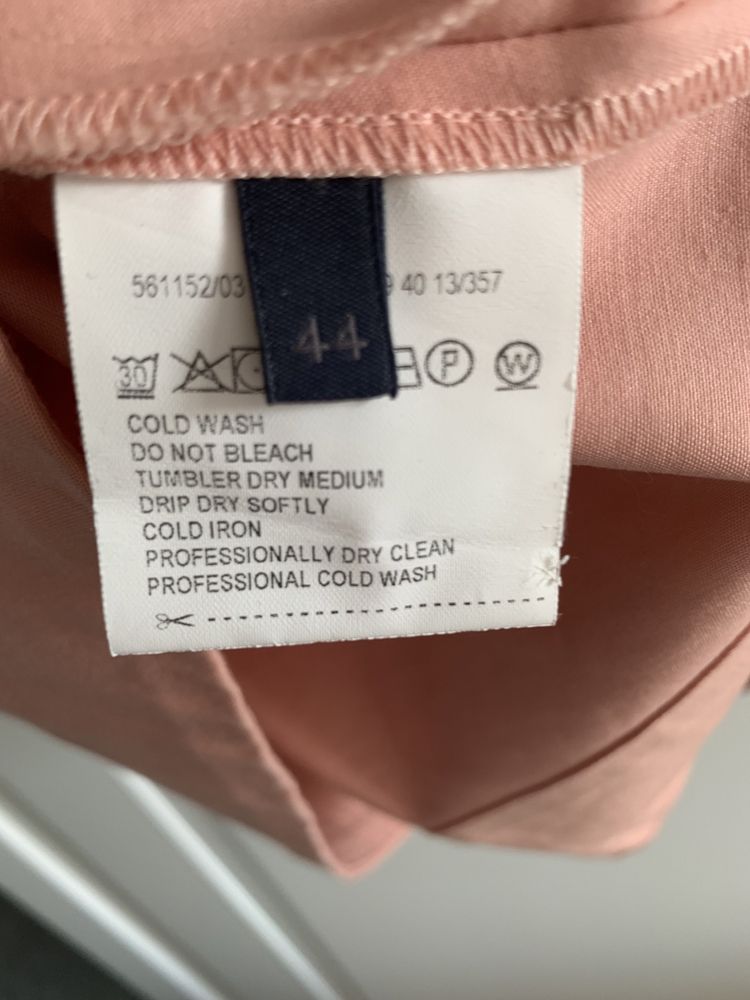 561152/03 9 40 13/357
44
30 P W
COLD WASH
DO NOT BLEACH
TUMBLER DRY MEDIUM
DRIP DRY SOFTLY
COLD IRON
PROFESSIONALLY DRY CLEAN
PROFESSIONAL COLD WASH